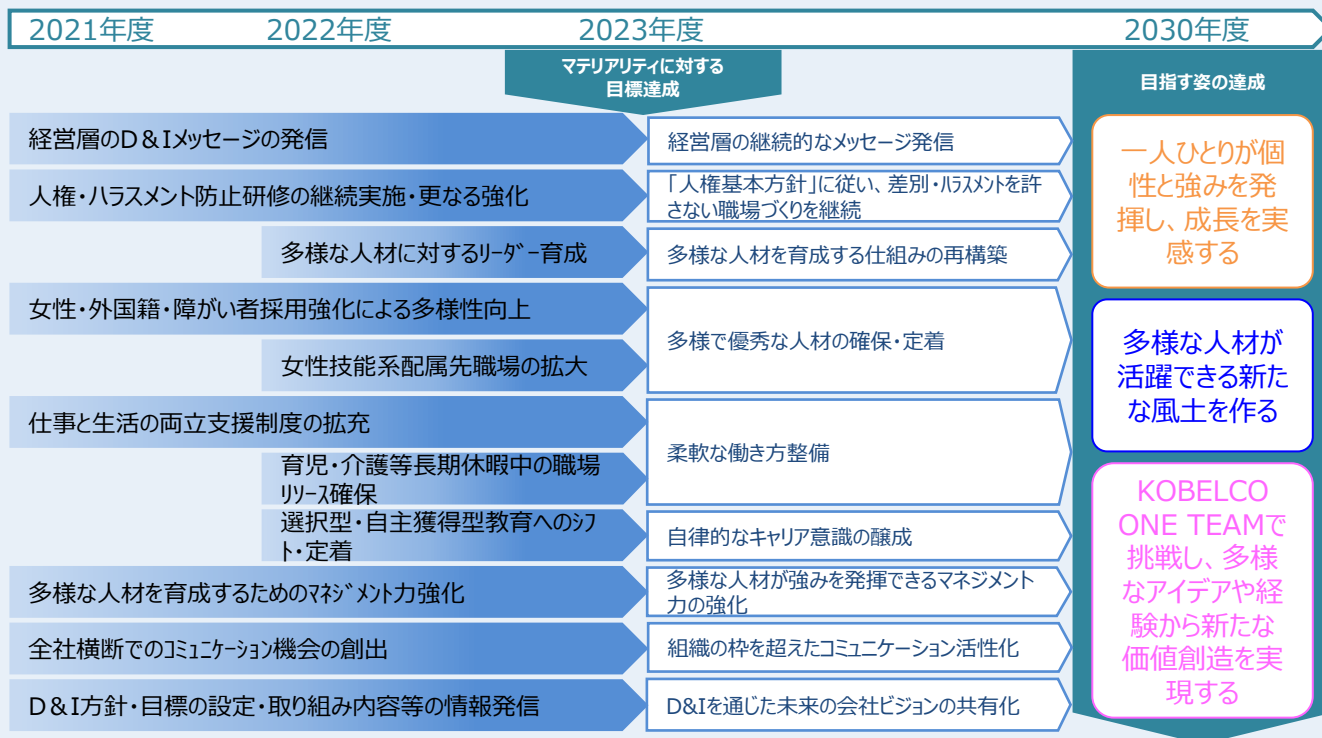 2021年度
2022年度
2023年度
2030年度
マテリアリティに対する
目標達成
目指す姿の達成
経営層のD＆Iメッセージの発信
経営層の継続的なメッセージ発信
人権・ハラスメント防止研修の継続実施・更なる強化
「人権基本方針」に従い、差別・ハラスメントを許
さない職場づくりを継続
多様な人材に対するリーダー育成
多様な人材を育成する仕組みの再構築
女性・外国籍・障がい者採用強化による多様性向上
女性技能系配属先職場の拡大
多様で優秀な人材の確保・定着
仕事と生活の両立支援制度の拡充
育児・介護等長期休暇中の職場
リソース確保
柔軟な働き方整備
選択型・自主獲得型教育へのシフ
ト・定着
自律的なキャリア意識の醸成
多様な人材を育成するためのマネジメント力強化
多様な人材が強みを発揮できるマネジメント
力の強化
全社横断でのコミュニケーション機会の創出
組織の枠を超えたコミュニケーション活性化
D＆I方針・目標の設定・取り組み内容等の情報発信
D&Iを通じた未来の会社ビジョンの共有化
一人ひとりが個
性と強みを発
揮し、成長を実
感する
多様な人材が
活躍できる新た
な風土を作る
KOBELCO
ONE TEAMで
挑戦し、多様
なアイデアや経
験から新たな
価値創造を実
現する